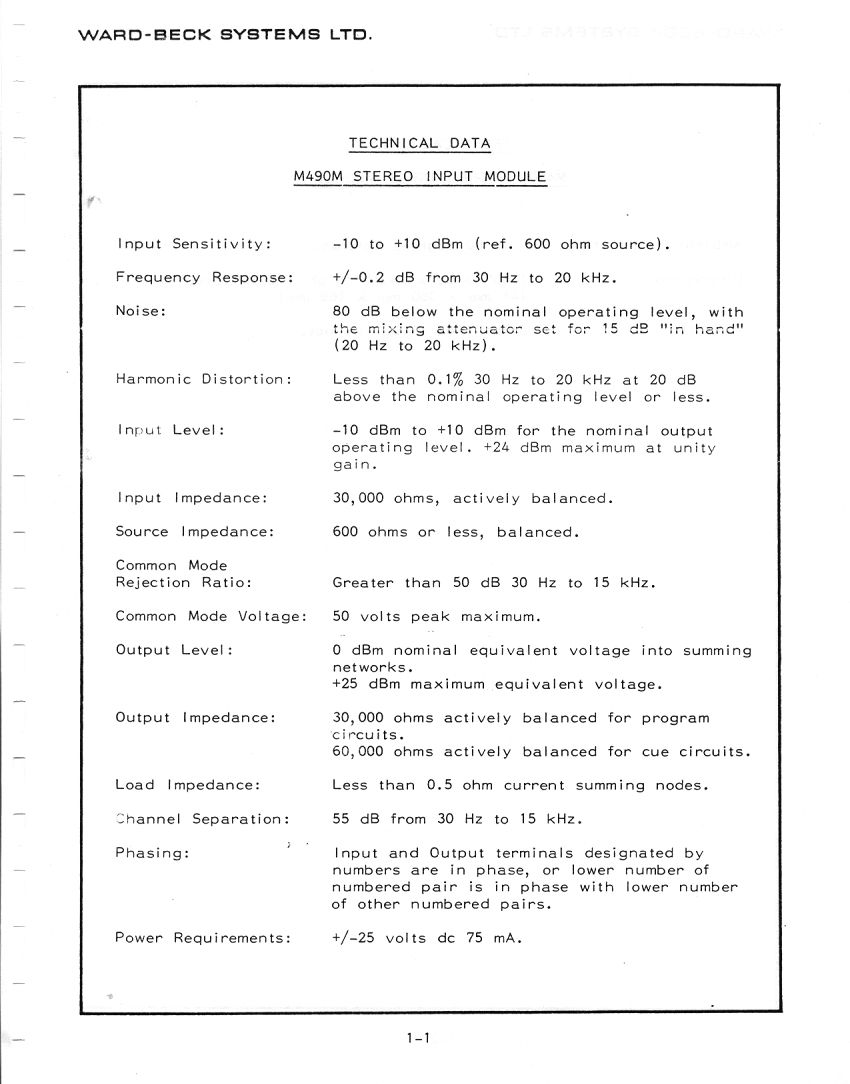 WARD-BECK SYSTEMS LTD.
TECHNICAL DATA
M490M STEREO INPUT MODULE
Input Sensitivity: -10 to +10 dBm (ref. 600 ohm source).
Frequency Response: +/-0.2 dB from 30 Hz to 20 kHz.
Noise: 80 dB below the nominal operating level, with
the mixing attenuator set for 15 dB "in hand"
(20 Hz to 20 kHz).
Harmonic Distortion: Less than 0.1% 30 Hz to 20 kHz at 20 dB
above the nominal operating level or less.
Input Level: -10 dBm to +10 dBm for the nominal output
operating level. +24 dBm maximum at unity
gain.
Input Impedance: 30,000 ohms, actively balanced.
Source Impedance: 600 ohms or less, balanced.
Common Mode
Rejection Ratio: Greater than 50 dB 30 Hz to 15 kHz.
Common Mode Voltage: 50 volts peak maximum.
Output Level: 0 dBm nominal equivalent voltage into summing
networks.
+25 dBm maximum equivalent voltage.
Output Impedance: 30,000 ohms actively balanced for program
circuits.
60,000 ohms actively balanced for cue circuits.
Load Impedance: Less than 0.5 ohm current summing nodes.
Channel Separation: 55 dB from 30 Hz to 15 kHz.
Phasing: Input and Output terminals designated by
numbers are in phase, or lower number of
numbered pair is in phase with lower number
of other numbered pairs.
Power Requirements: +/-25 volts dc 75 mA.
1-1